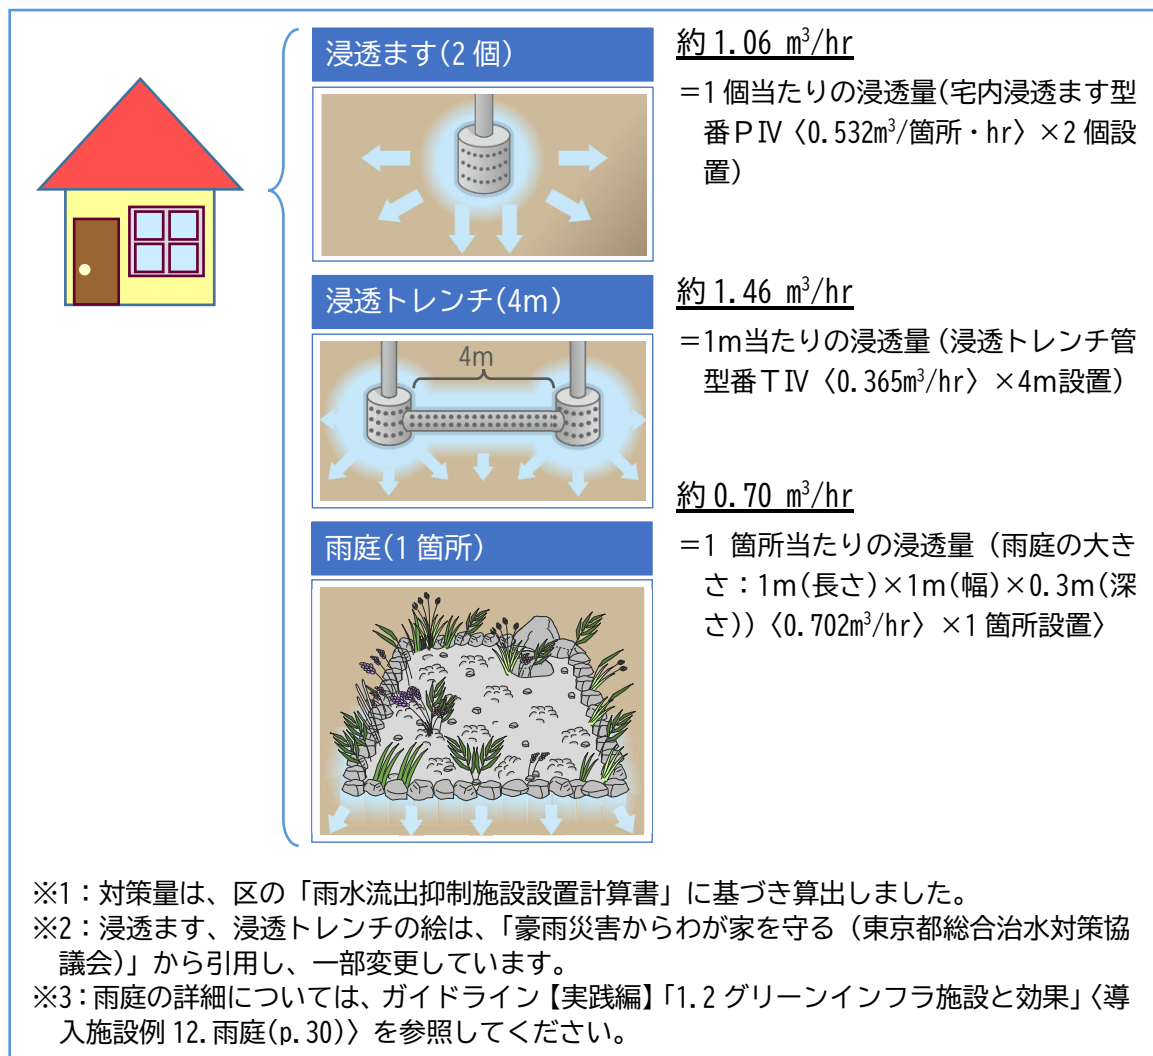 浸透ます(2個)
約1.06 m³/hr
＝1個当たりの浸透量(宅内浸透ます型
番PⅣ〈0.532m³/箇所・hr〉×2個設
置)
浸透トレンチ(4m)
4m
約1.46 m³/hr
＝1m当たりの浸透量(浸透トレンチ管
型番TⅣ〈0.365m³/hr〉×4m設置)
雨庭(1箇所)
約0.70 m³/hr
＝1箇所当たりの浸透量（雨庭の大き
さ：1m(長さ)×1m(幅)×0.3m(深
さ))〈0.702m³/hr〉×1箇所設置〉
※1：対策量は、区の「雨水流出抑制施設設置計算書」に基づき算出しました。
※2：浸透ます、浸透トレンチの絵は、「豪雨災害からわが家を守る（東京都総合治水対策協
議会)」から引用し、一部変更しています。
※3：雨庭の詳細については、ガイドライン【実践編】「1.2 グリーンインフラ施設と効果」〈導
入施設例 12.雨庭(p.30)〉を参照してください。